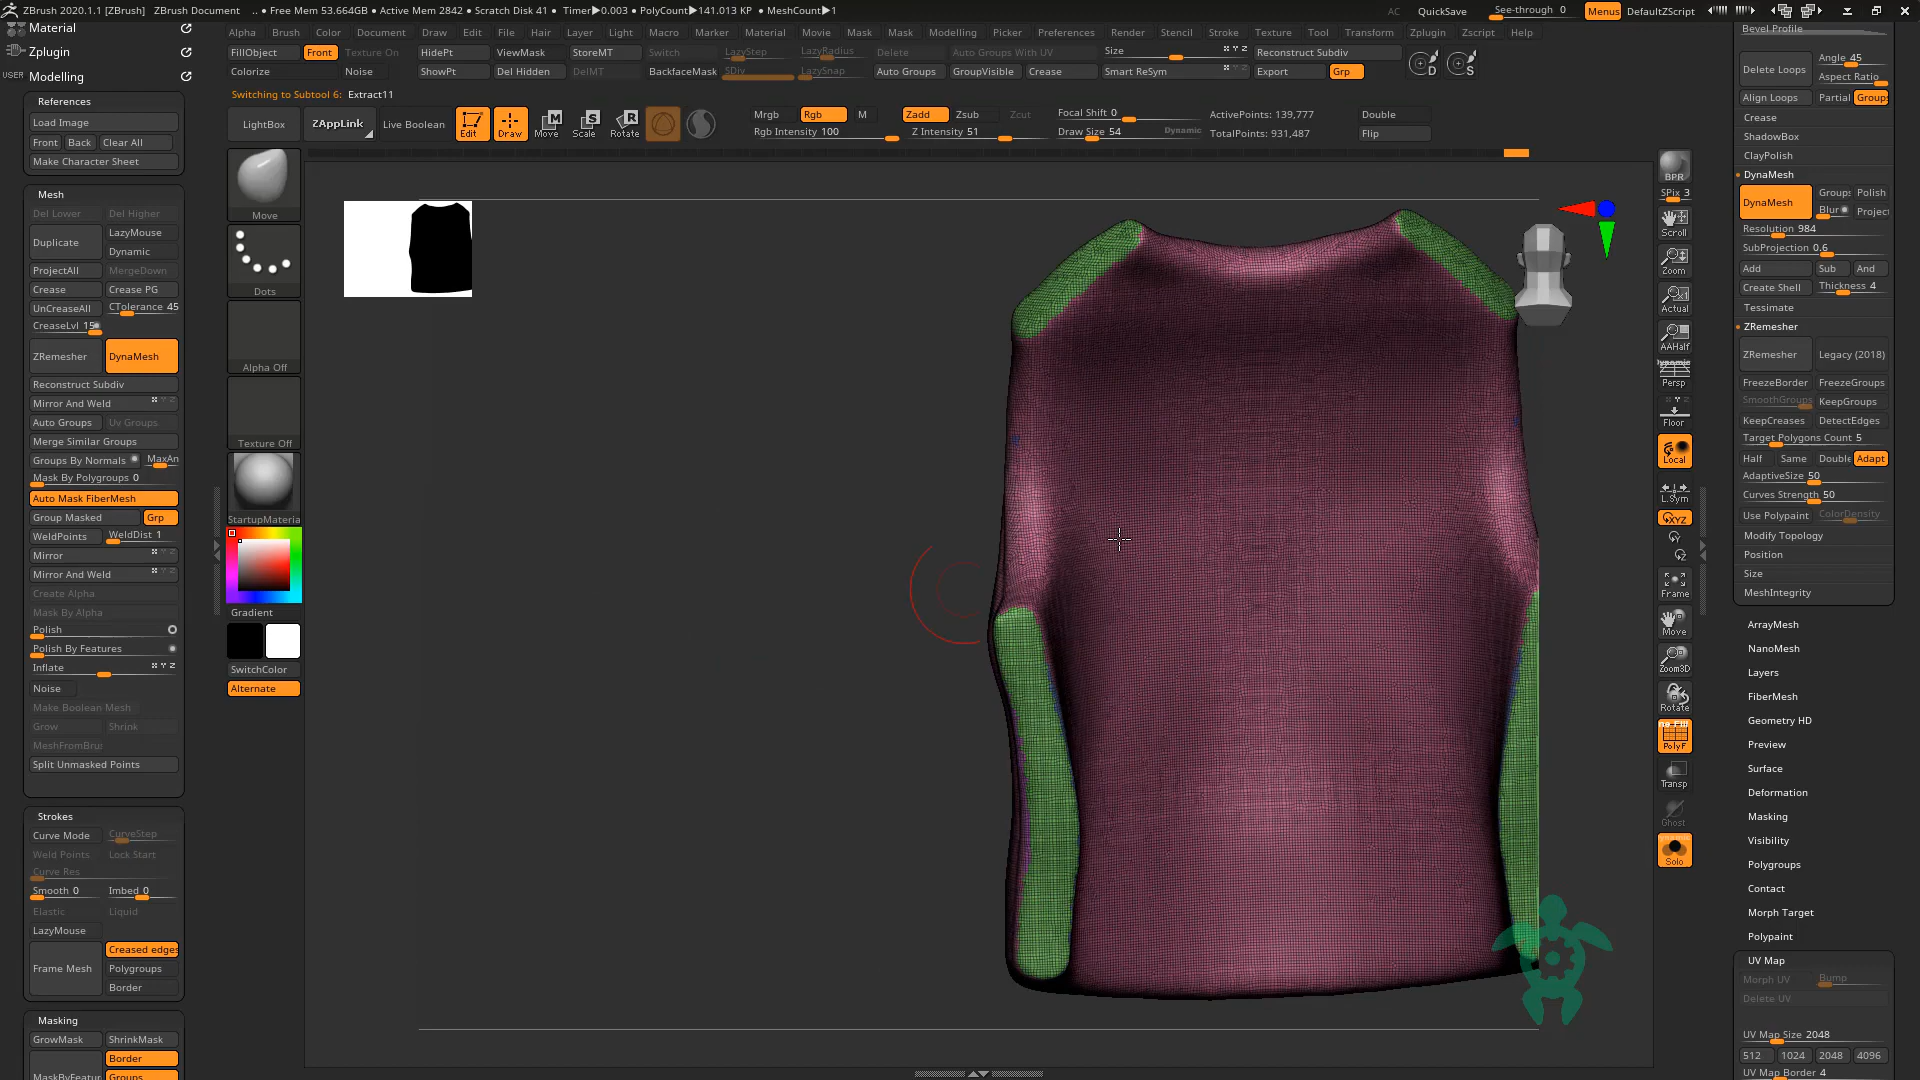 ZBrush 2020.1.1 [ZBrush] ZBrush Document .. • Free Mem 53.664GB • Active Mem 2842 • Scratch Disk 41 • Timer▶0.003 • PolyCount▶141.013 KP • MeshCount▶1 AC QuickSave See-through 0 Menus DefaultZScript
Alpha Brush Color Document Draw Edit File Hair Layer Light Macro Marker Material Movie Mask Mask Modelling Picker Preferences Render Stencil Stroke Texture Tool Transform Zplugin Zscript Help
FillObject Front Texture On HidePt ViewMask StoreMT Switch LazyStep LazyRadius Delete Auto Groups With UV Size Reconstruct Subdiv
Colorize Noise ShowPt Del Hidden DelMT BackfaceMask SDiv LazySnap Auto Groups GroupVisible Crease Smart ReSym Export Grp
Switching to Subtool 6: Extract11
LightBox ZAppLink Live Boolean Edit Draw Move Scale Rotate
Mrgb Rgb M Zadd Zsub Zcut Focal Shift 0 ActivePoints: 139,777 Double
Rgb Intensity 100 Z Intensity 51 Draw Size 54 Dynamic TotalPoints: 931,487 Flip
Material
Zplugin
USER Modelling
References
Load Image
Front Back Clear All
Make Character Sheet
Mesh
Del Lower Del Higher
Duplicate LazyMouse
Dynamic
ProjectAll MergeDown
Crease Crease PG
UnCreaseAll CTolerance 45
CreaseLvl 15
ZRemesher DynaMesh
Reconstruct Subdiv
Mirror And Weld
Auto Groups Uv Groups
Merge Similar Groups
Groups By Normals MaxAn
Mask By Polygroups 0
Auto Mask FiberMesh
Group Masked Grp
WeldPoints WeldDist 1
Mirror
Mirror And Weld
Create Alpha
Mask By Alpha
Polish
Polish By Features
Inflate
Noise
Make Boolean Mesh
Grow Shrink
MeshFromBru
Split Unmasked Points
Strokes
Curve Mode CurveStep
Weld Points Lock Start
Curve Res
Smooth 0 Imbed 0
Elastic Liquid
LazyMouse
Creased edges
Frame Mesh Polygroups
Border
Masking
GrowMask ShrinkMask
Border
MaskByFeatur Groups
Move
Dots
Alpha Off
Texture Off
StartupMateria
Gradient
SwitchColor
Alternate
BPR
SPix 3
Scroll
Zoom
Actual
AAHalf
Dynamic
Persp
Floor
Local
L.Sym
XYZ
Frame
Move
Zoom3D
Rotate
PolyF
Transp
Ghost
Solo
Bevel Profile
Delete Loops Angle 45
Aspect Ratio
Align Loops Partial Groups
Crease
ShadowBox
ClayPolish
DynaMesh
DynaMesh Groups Polish
Blur Project
Resolution 984
SubProjection 0.6
Add Sub And
Create Shell Thickness 4
Tessimate
ZRemesher
ZRemesher Legacy (2018)
FreezeBorder FreezeGroups
SmoothGroups KeepGroups
KeepCreases DetectEdges
Target Polygons Count 5
Half Same Double Adapt
AdaptiveSize 50
Curves Strength 50
Use Polypaint ColorDensity
Modify Topology
Position
Size
MeshIntegrity
ArrayMesh
NanoMesh
Layers
FiberMesh
Geometry HD
Preview
Surface
Deformation
Masking
Visibility
Polygroups
Contact
Morph Target
Polypaint
UV Map
Morph UV Bump
Delete UV
UV Map Size 2048
512 1024 2048 4096
UV Map Border 4